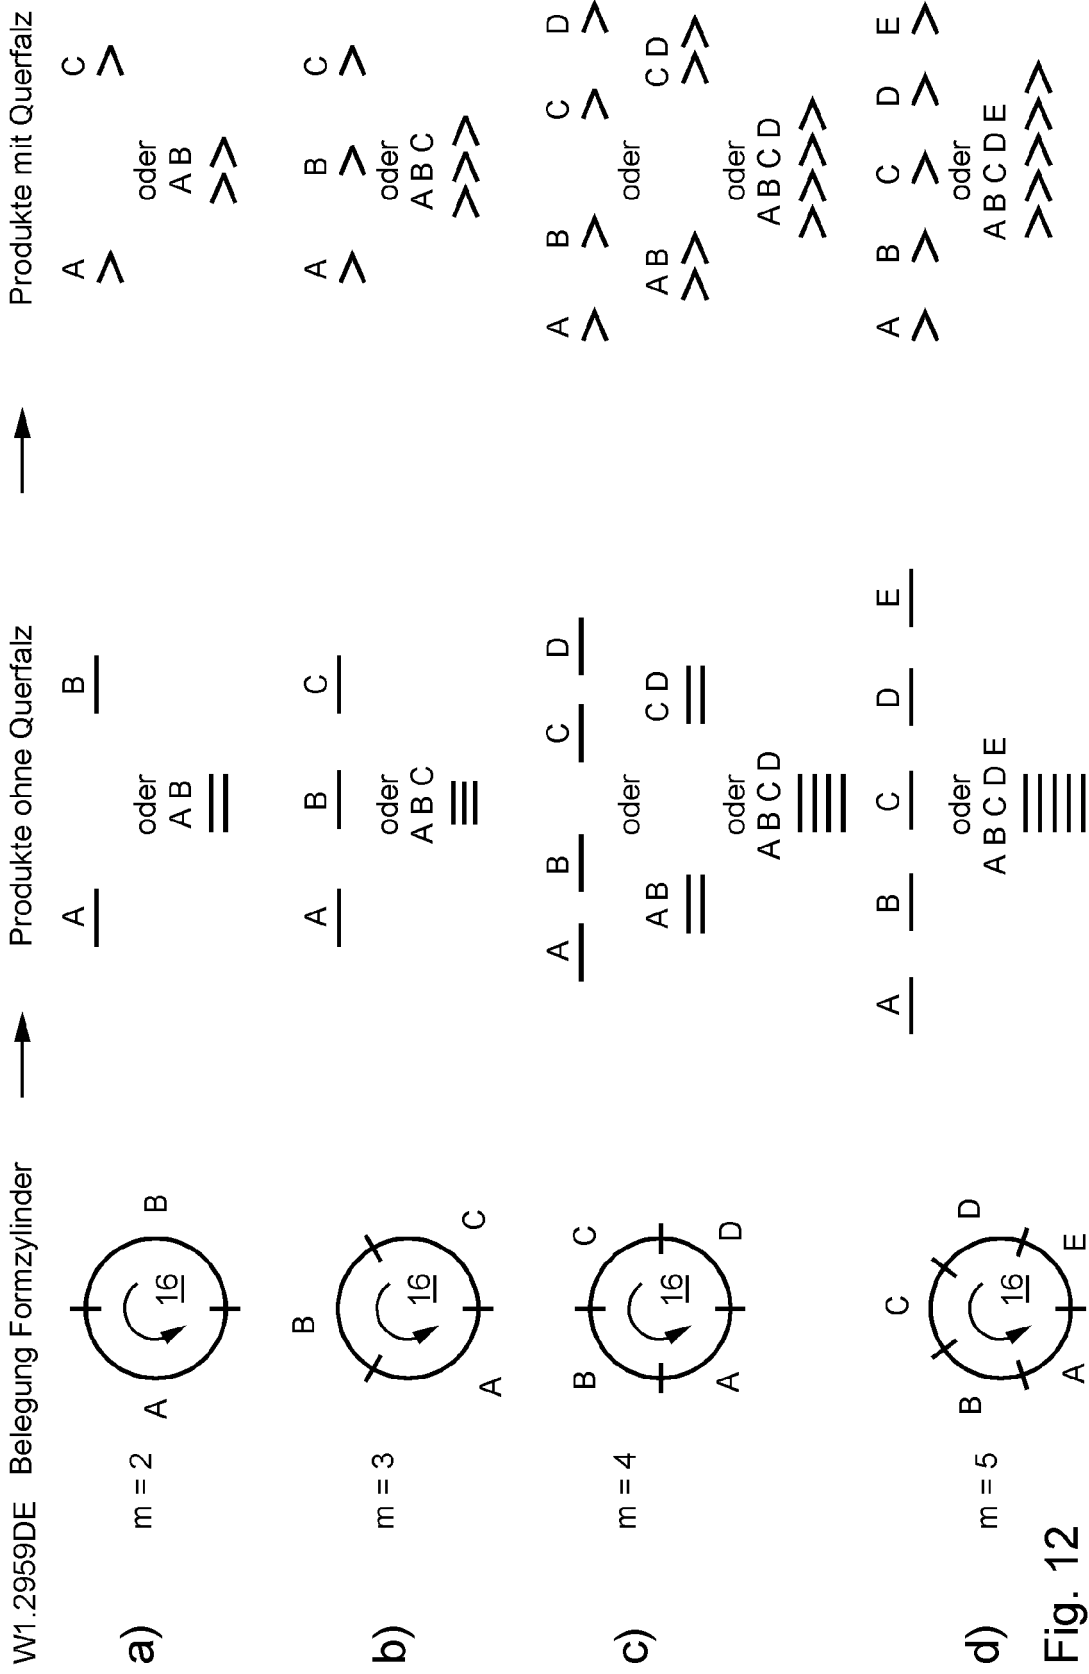 W1.2959DE Belegung Formzylinder Produkte ohne Querfalz Produkte mit Querfalz
a)
m = 2
A 16 B
A B
oder
A B
A C
oder
A B
b)
m = 3
B
16
A C
A B C
oder
A B C
A B C
oder
A B C
c)
m = 4
B C
16
A D
A B C D
oder
A B C D
oder
A B C D
A B C D
oder
A B C D
oder
A B C D
d)
m = 5
C
B D
16
A E
A B C D E
oder
A B C D E
A B C D E
oder
A B C D E
Fig. 12